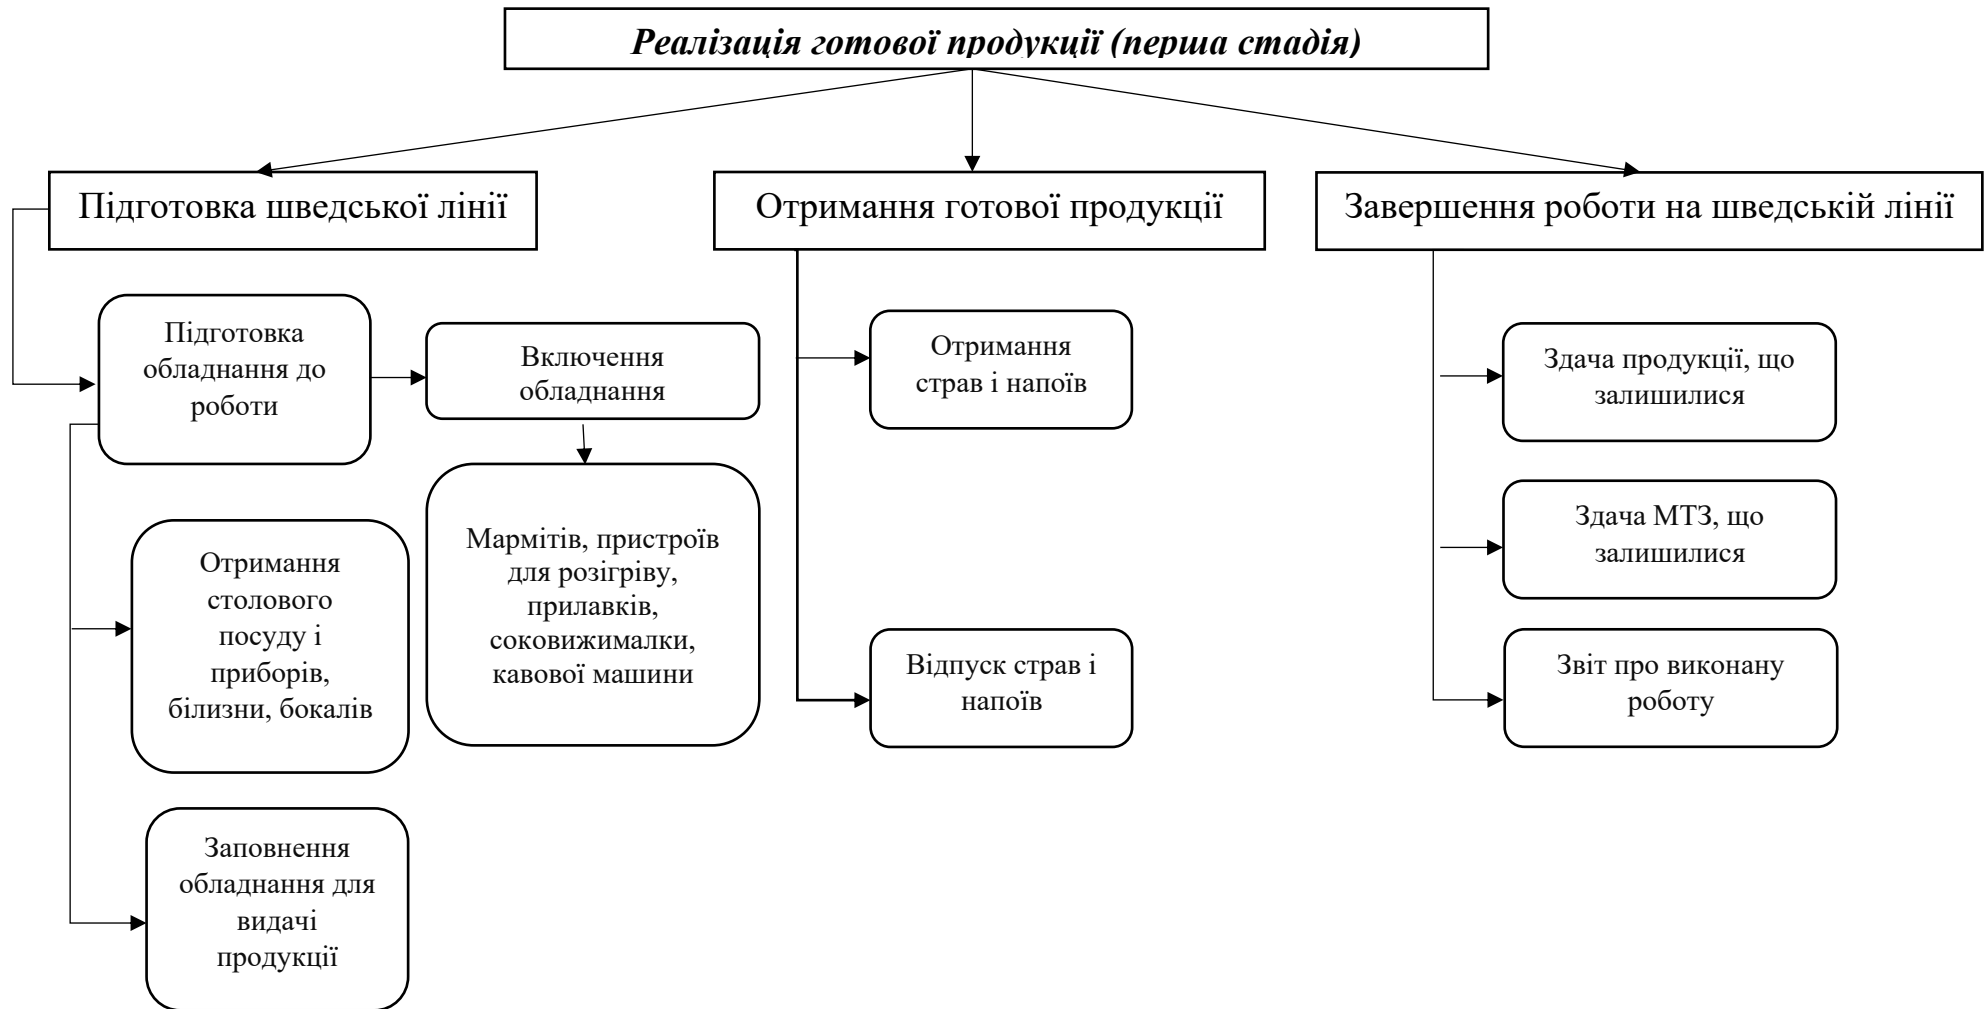 Реалізація готової продукції (перша стадія)
Підготовка шведської лінії
Отримання готової продукції
Завершення роботи на шведській лінії
Підготовка
обладнання до
роботи
Включення
обладнання
Мармітів, пристроїв
для розігріву,
прилавків,
соковижималки,
кавової машини
Отримання
столового
посуду і
приборів,
білизни, бокалів
Заповнення
обладнання для
видачі
продукції
Отримання
страв і напоїв
Відпуск страв і
напоїв
Здача продукції, що
залишилися
Здача МТЗ, що
залишилися
Звіт про виконану
роботу